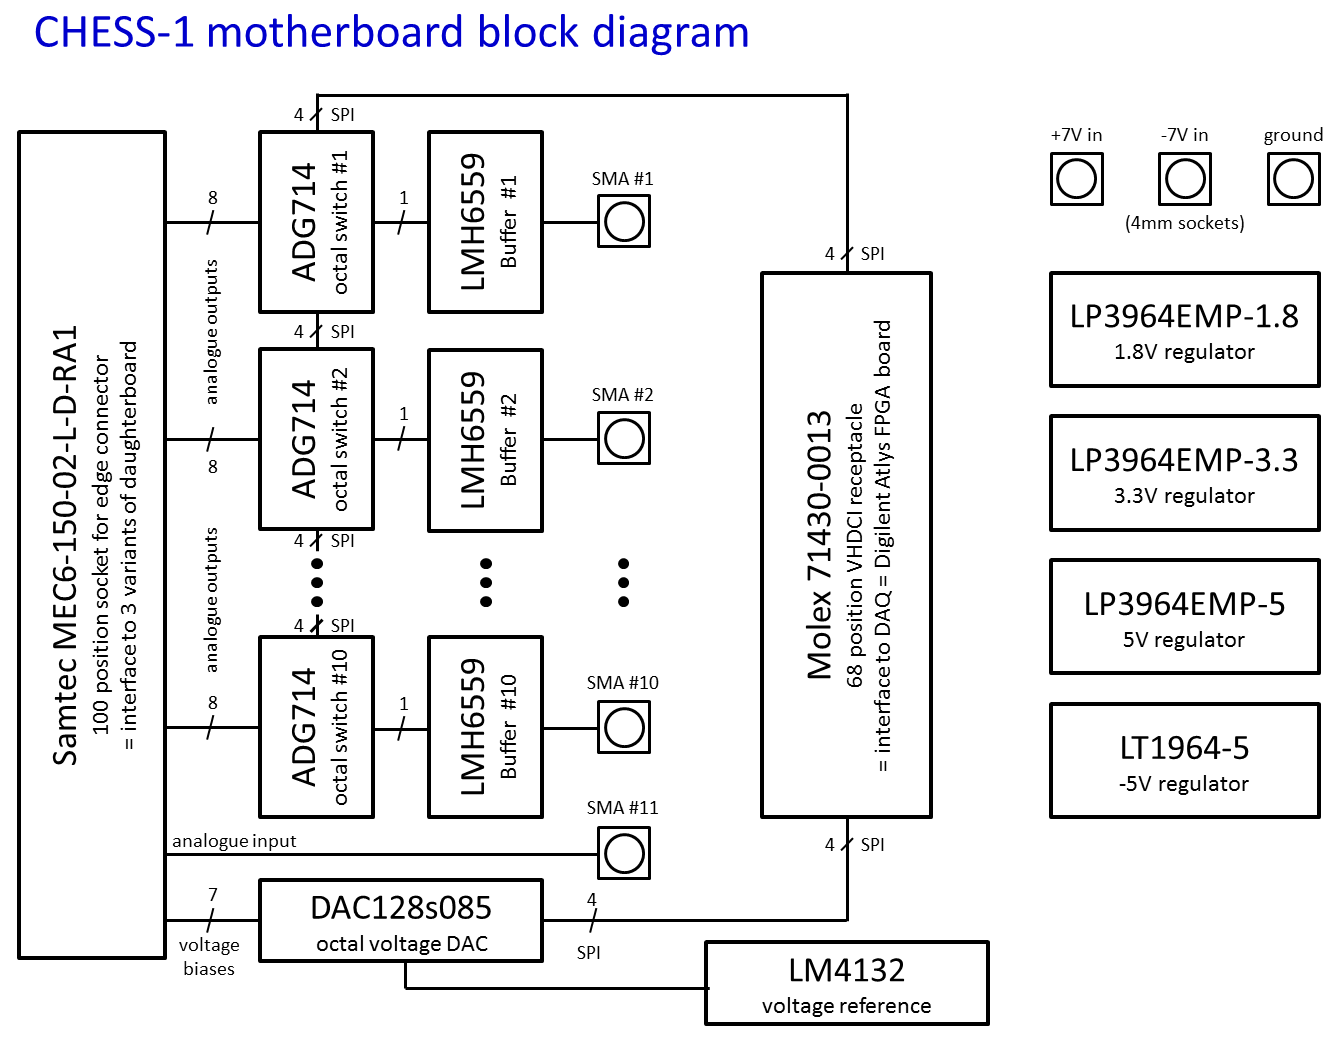 CHESS-1 motherboard block diagram
4 SPI
+7V in
-7V in
ground
(4mm sockets)
Samtec MEC6-150-02-L-D-RA1
100 position socket for edge connector
= interface to 3 variants of daughterboard
8
analogue outputs
8
analogue outputs
8
ADG714
octal switch #1
1
LMH6559
Buffer #1
SMA #1
4 SPI
ADG714
octal switch #2
1
LMH6559
Buffer #2
SMA #2
4 SPI
4 SPI
ADG714
octal switch #10
1
LMH6559
Buffer #10
SMA #10
SMA #11
analogue input
7
voltage
biases
DAC128s085
octal voltage DAC
4
SPI
4 SPI
Molex 71430-0013
68 position VHDCI receptacle
= interface to DAQ = Digilent Atlys FPGA board
4 SPI
LM4132
voltage reference
LP3964EMP-1.8
1.8V regulator
LP3964EMP-3.3
3.3V regulator
LP3964EMP-5
5V regulator
LT1964-5
-5V regulator